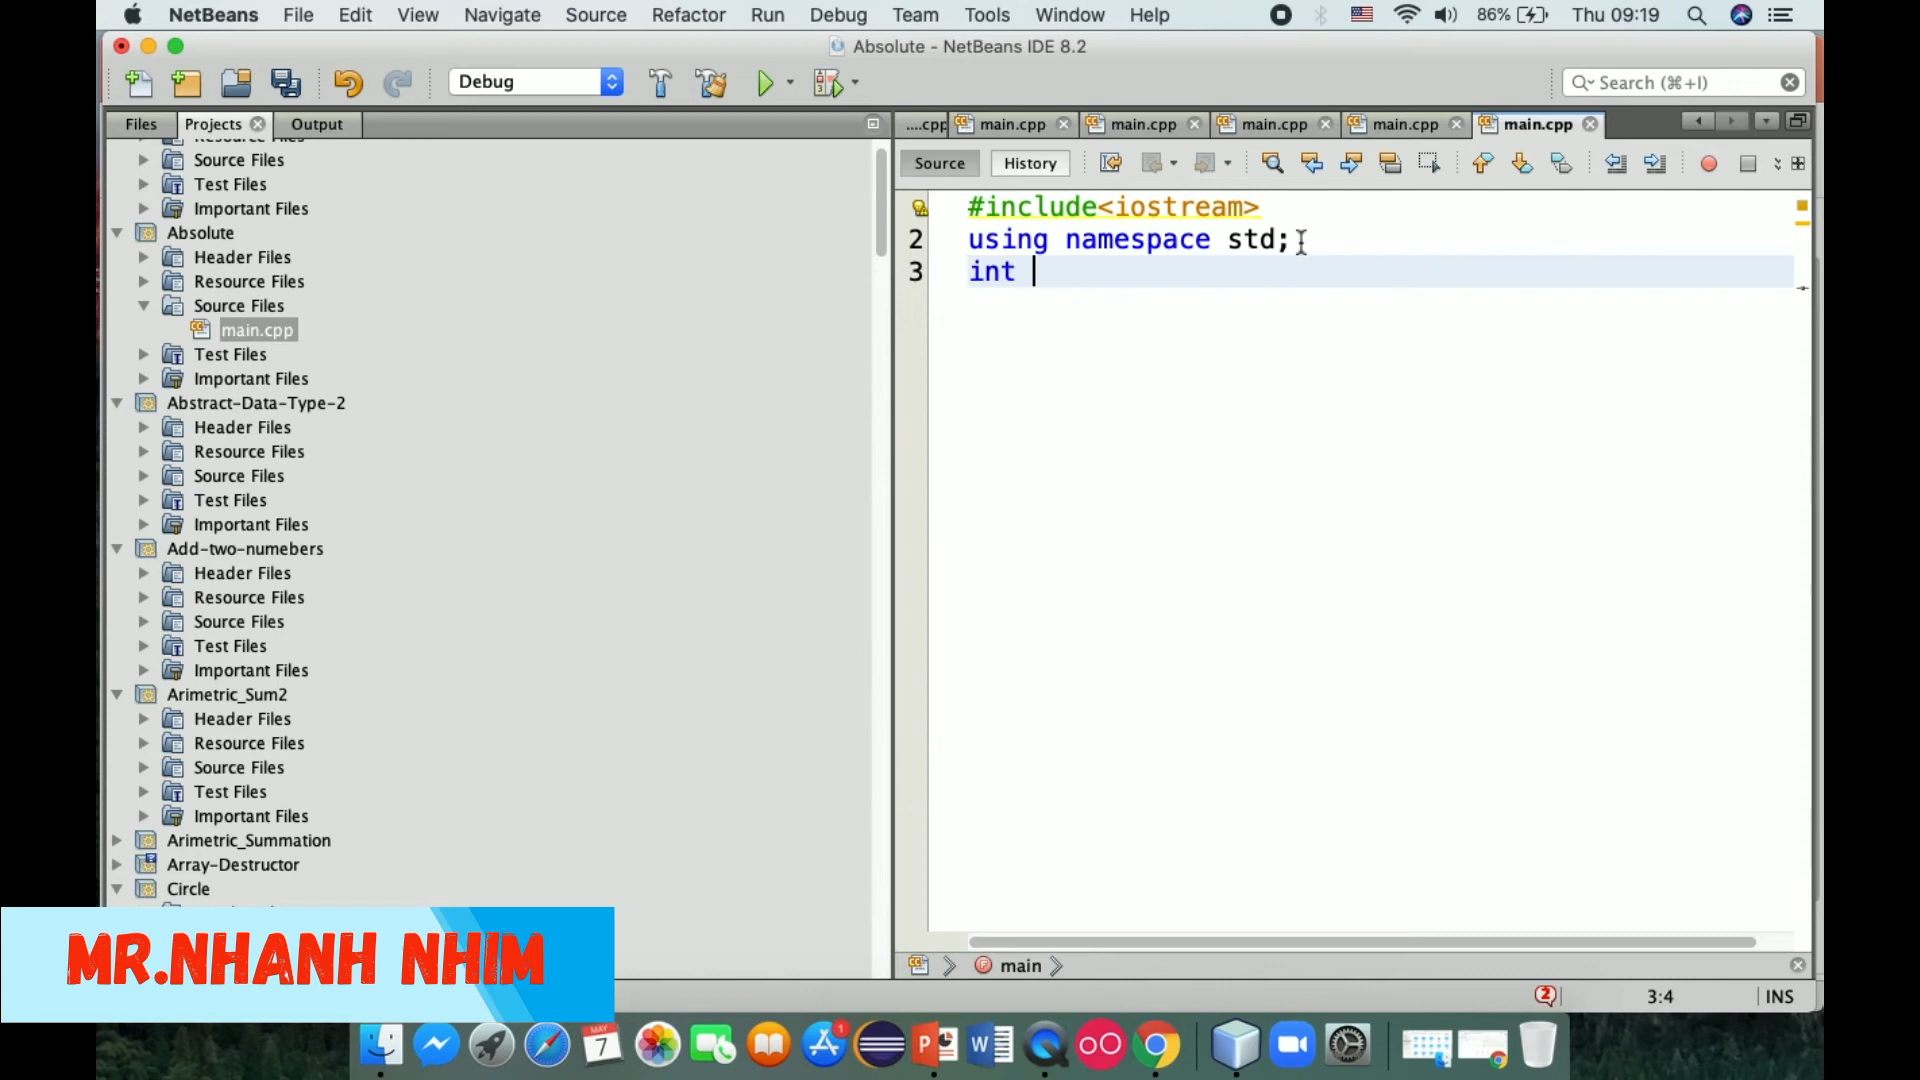 NetBeans File Edit View Navigate Source Refactor Run Debug Team Tools Window Help 86% Thu 09:19
Absolute - NetBeans IDE 8.2
Debug Search (⌘+I)
Files Projects Output
....cpp main.cpp main.cpp main.cpp main.cpp main.cpp
Source History
Resource Files
Source Files
Test Files
Important Files
Absolute
Header Files
Resource Files
Source Files
main.cpp
Test Files
Important Files
Abstract-Data-Type-2
Header Files
Resource Files
Source Files
Test Files
Important Files
Add-two-numebers
Header Files
Resource Files
Source Files
Test Files
Important Files
Arimetric_Sum2
Header Files
Resource Files
Source Files
Test Files
Important Files
Arimetric_Summation
Array-Destructor
Circle
#include<iostream>
2 using namespace std;
3 int
main
2 3:4 INS
MR.NHANH NHIM
MAY
7
1